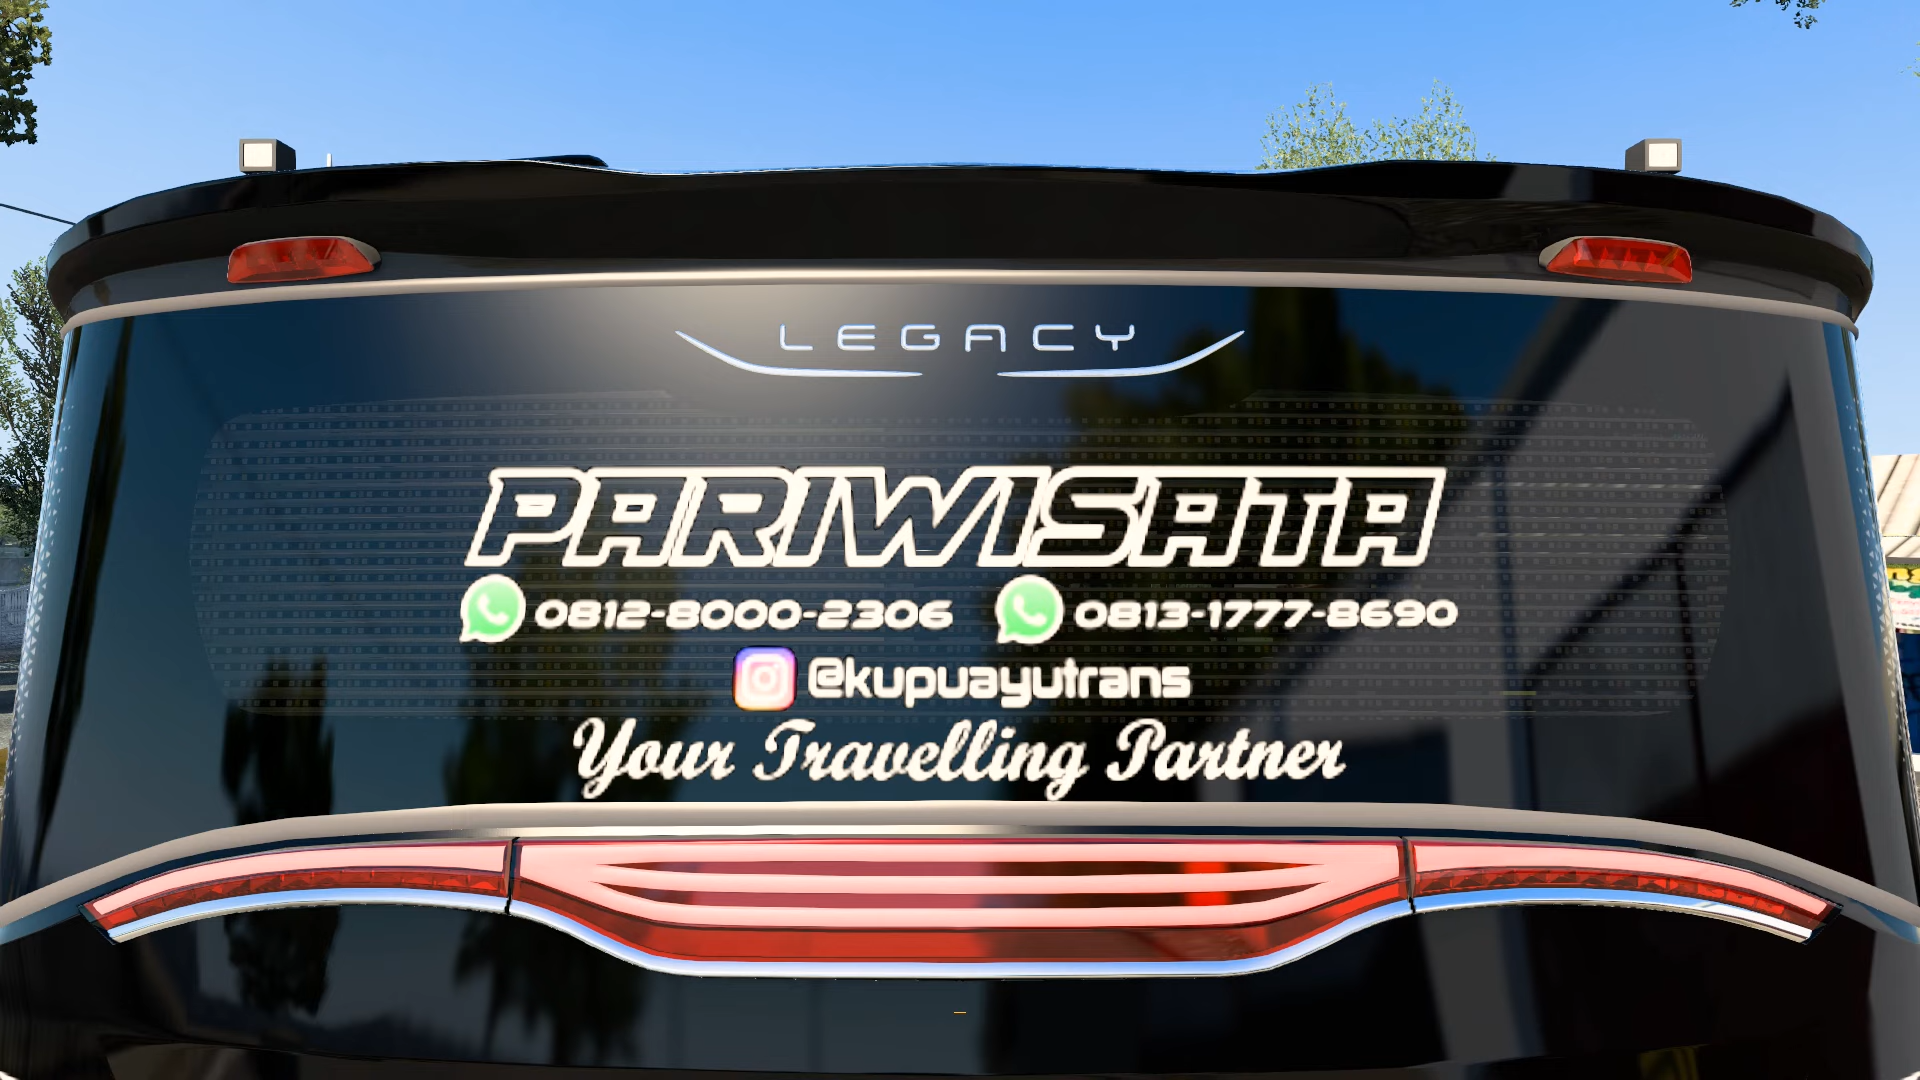 LEGACY
PARIWISATA
0812-8000-2306 0813-1777-8690
@kupuayutrans
Your Travelling Partner